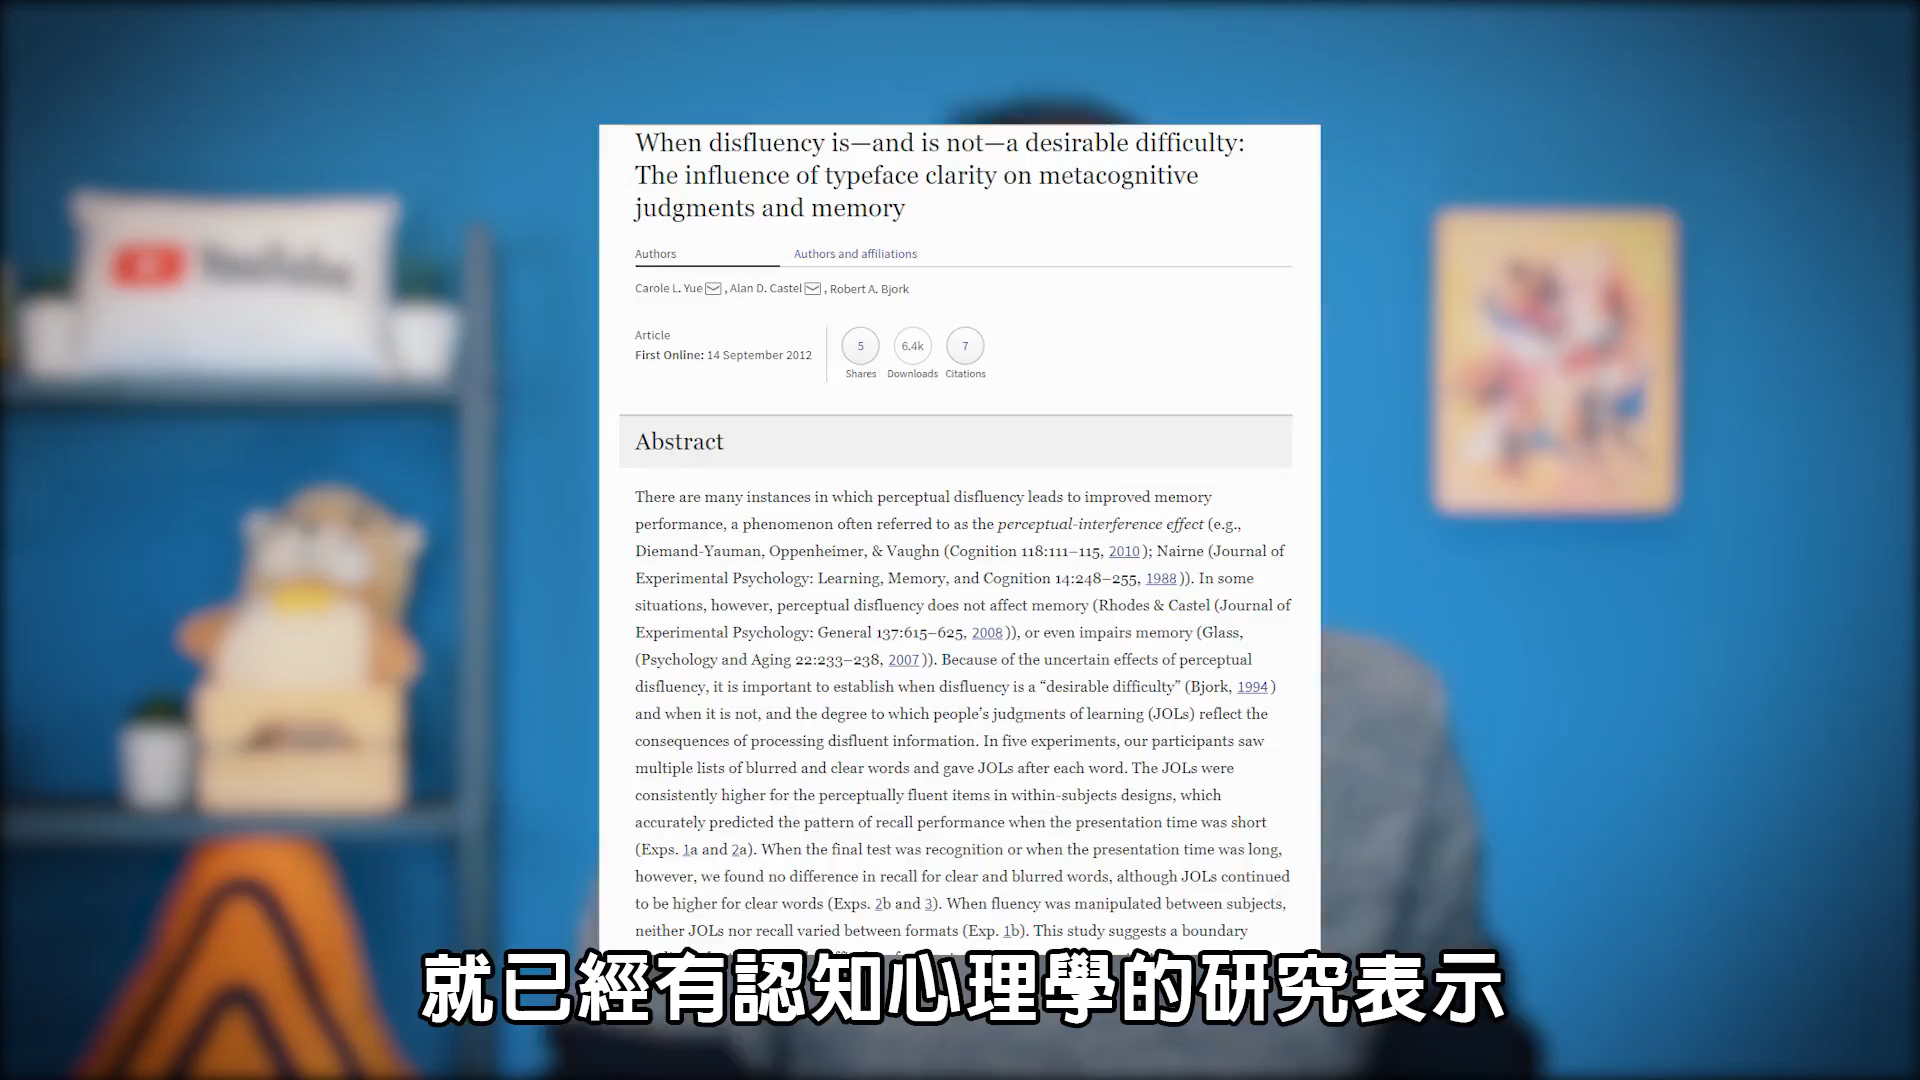 When disfluency is—and is not—a desirable difficulty:
The influence of typeface clarity on metacognitive
judgments and memory
Authors
Authors and affiliations
Carole L. Yue , Alan D. Castel , Robert A. Bjork
Article
First Online: 14 September 2012
5
Shares
6.4k
Downloads
7
Citations
Abstract
There are many instances in which perceptual disfluency leads to improved memory
performance, a phenomenon often referred to as the perceptual-interference effect (e.g.,
Diemand-Yauman, Oppenheimer, & Vaughn (Cognition 118:111–115, 2010); Nairne (Journal of
Experimental Psychology: Learning, Memory, and Cognition 14:248–255, 1988)). In some
situations, however, perceptual disfluency does not affect memory (Rhodes & Castel (Journal of
Experimental Psychology: General 137:615–625, 2008)), or even impairs memory (Glass,
(Psychology and Aging 22:233–238, 2007)). Because of the uncertain effects of perceptual
disfluency, it is important to establish when disfluency is a “desirable difficulty” (Bjork, 1994)
and when it is not, and the degree to which people’s judgments of learning (JOLs) reflect the
consequences of processing disfluent information. In five experiments, our participants saw
multiple lists of blurred and clear words and gave JOLs after each word. The JOLs were
consistently higher for the perceptually fluent items in within-subjects designs, which
accurately predicted the pattern of recall performance when the presentation time was short
(Exps. 1a and 2a). When the final test was recognition or when the presentation time was long,
however, we found no difference in recall for clear and blurred words, although JOLs continued
to be higher for clear words (Exps. 2b and 3). When fluency was manipulated between subjects,
neither JOLs nor recall varied between formats (Exp. 1b). This study suggests a boundary
就已經有認知心理學的研究表示
YouTube